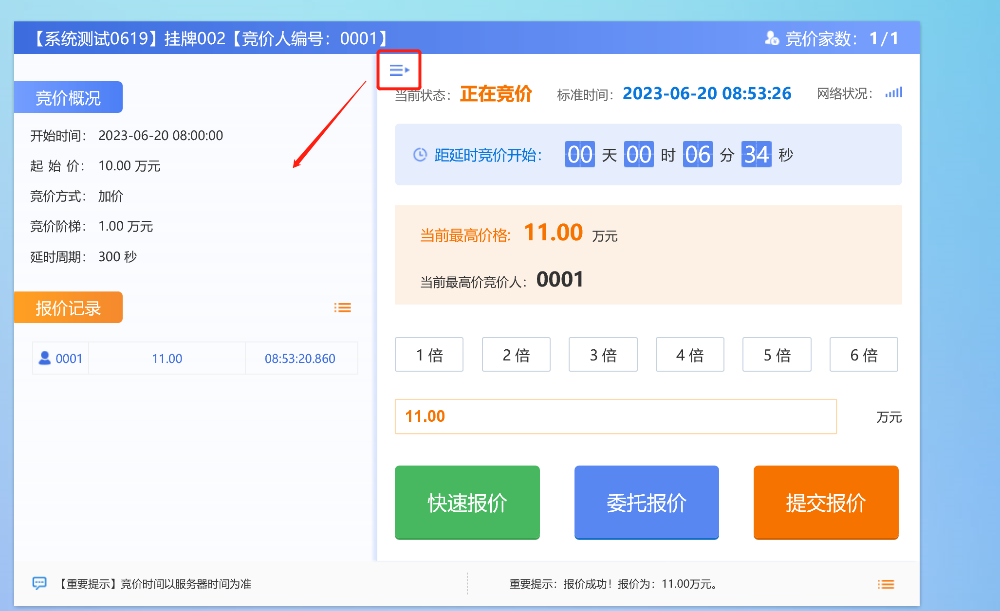 【系统测试0619】挂牌002【竞价人编号：0001】
竞价家数：1/1
竞价概况
开始时间：2023-06-20 08:00:00
起 始 价：10.00 万元
竞价方式：加价
竞价阶梯：1.00 万元
延时周期：300 秒
报价记录
0001 11.00 08:53:20.860
当前状态：正在竞价 标准时间：2023-06-20 08:53:26 网络状况：
距延时竞价开始：00 天 00 时 06 分 34 秒
当前最高价格: 11.00 万元
当前最高价竞价人：0001
1 倍 2 倍 3 倍 4 倍 5 倍 6 倍
11.00 万元
快速报价 委托报价 提交报价
【重要提示】竞价时间以服务器时间为准
重要提示：报价成功！报价为：11.00万元。